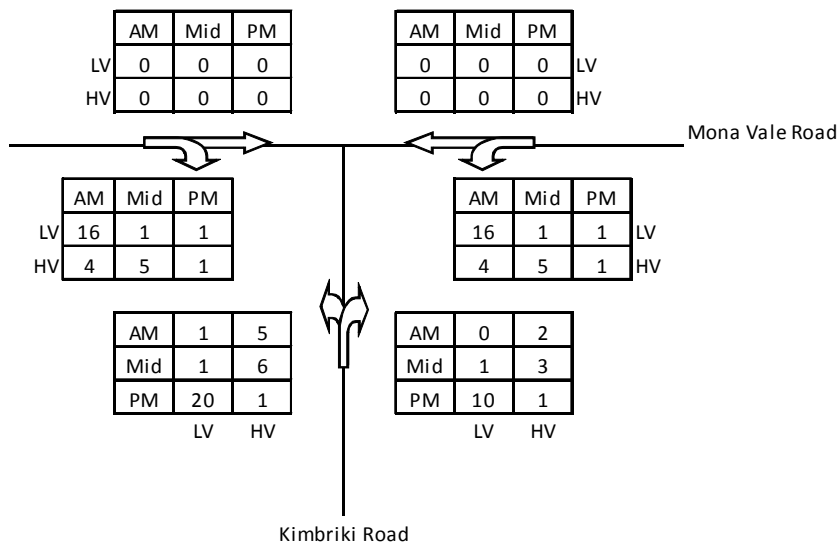 AM Mid PM
LV 0 0 0
HV 0 0 0
AM Mid PM
0 0 0 LV
0 0 0 HV
Mona Vale Road
AM Mid PM
LV 16 1 1
HV 4 5 1
AM Mid PM
16 1 1 LV
4 5 1 HV
AM 1 5
Mid 1 6
PM 20 1
LV HV
AM 0 2
Mid 1 3
PM 10 1
LV HV
Kimbriki Road